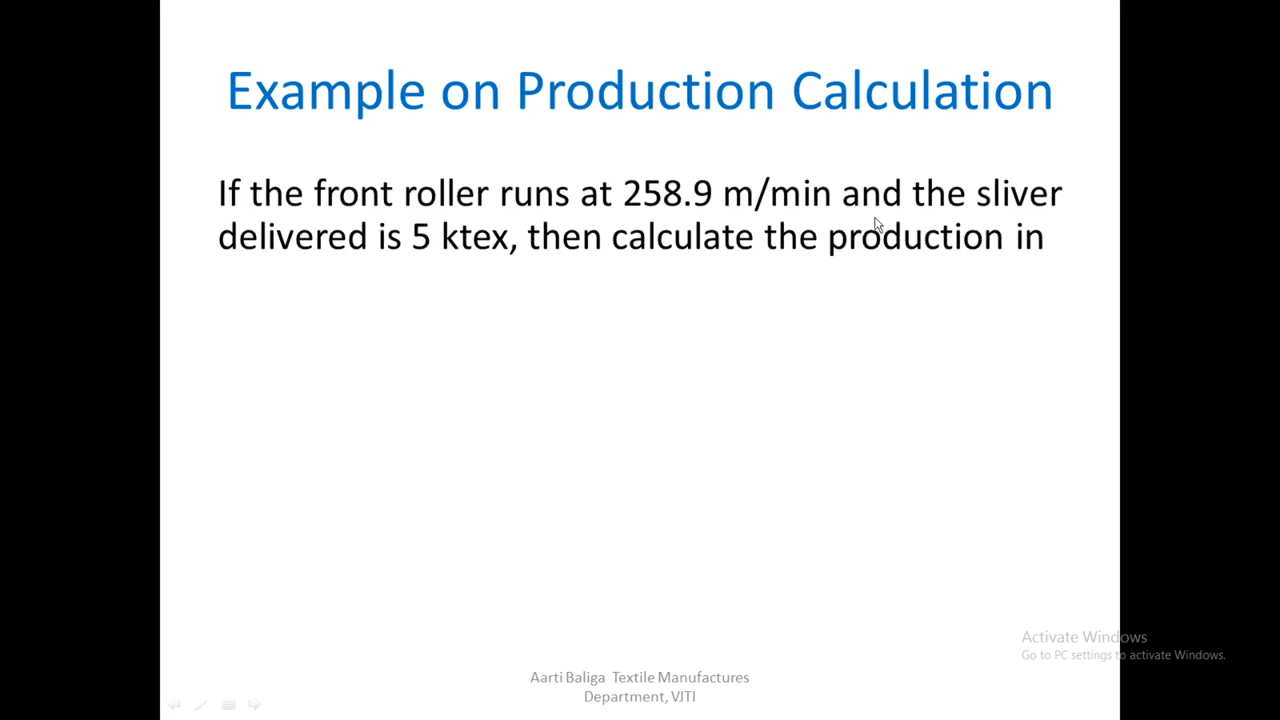 Example on Production Calculation
If the front roller runs at 258.9 m/min and the sliver
delivered is 5 ktex, then calculate the production in
Activate Windows
Go to PC settings to activate Windows.
Aarti Baliga Textile Manufactures
Department, VJTI